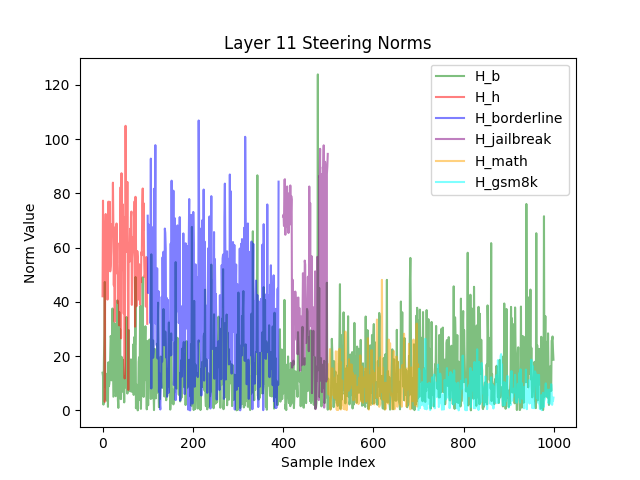 Layer 11 Steering Norms
Norm Value
120
100
80
60
40
20
0
H_b
H_h
H_borderline
H_jailbreak
H_math
H_gsm8k
0
200
400
600
800
1000
Sample Index